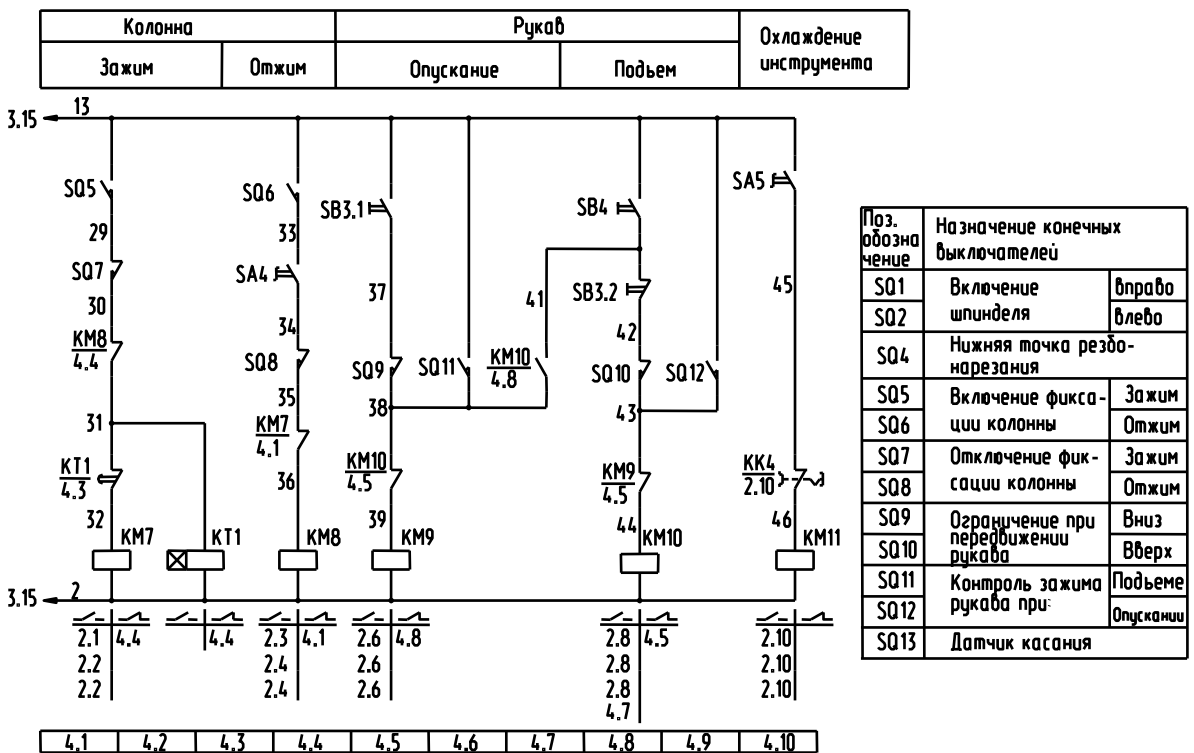 Колонна
Рукав
Охлаждение
инструмента
Зажим
Отжим
Опускание
Подьем
3.15
13
SQ5
SQ6
SB3.1
SB4
SA5
29
33
SQ7
SA4
37
41
SB3.2
45
30
34
42
KM8
4.4
SQ8
SQ9
SQ11
KM10
4.8
SQ10
SQ12
35
38
43
31
KM7
4.1
KT1
4.3
36
KM10
4.5
KM9
4.5
KK4
2.10
32
39
44
46
KM7
KT1
KM8
KM9
KM10
KM11
3.15
2
2.1
4.4
4.4
2.3
4.1
2.6
4.8
2.8
4.5
2.10
2.2
2.4
2.6
2.8
2.10
2.2
2.4
2.6
2.8
2.10
4.7
4.1
4.2
4.3
4.4
4.5
4.6
4.7
4.8
4.9
4.10
Поз.
обозна
чение
Назначение конечных
выключателей
SQ1
Включение
вправо
SQ2
шпинделя
влево
SQ4
Нижняя точка резбо-
нарезания
SQ5
Включение фикса-
Зажим
SQ6
ции колонны
Отжим
SQ7
Отключение фик-
Зажим
SQ8
сации колонны
Отжим
SQ9
Ограничение при
Вниз
SQ10
передвижении
рукава
Вверх
SQ11
Контроль зажима
Подьеме
SQ12
рукава при:
Опускании
SQ13
Датчик касания